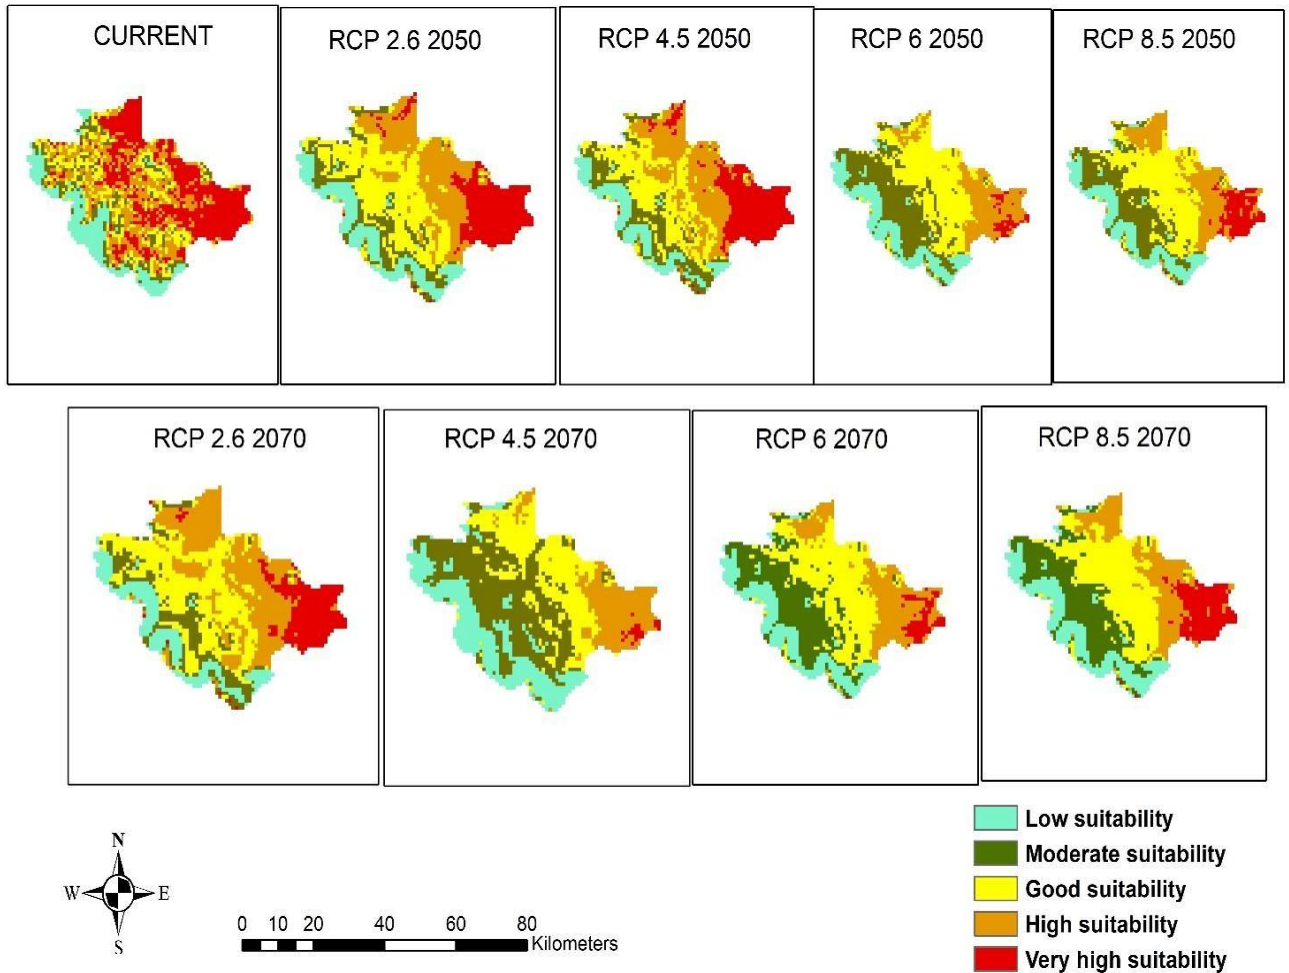 CURRENT
RCP 2.6 2050
RCP 4.5 2050
RCP 6 2050
RCP 8.5 2050
RCP 2.6 2070
RCP 4.5 2070
RCP 6 2070
RCP 8.5 2070
N
W E
S
0 10 20 40 60 80
Kilometers
Low suitability
Moderate suitability
Good suitability
High suitability
Very high suitability